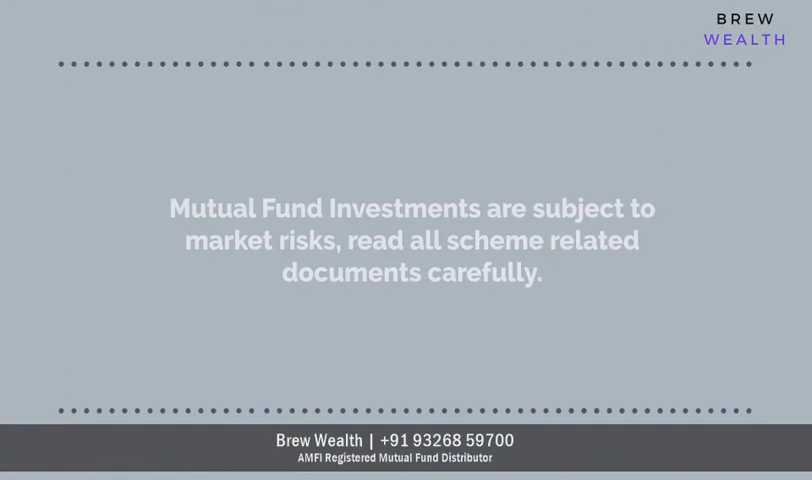 BREW
WEALTH
Mutual Fund Investments are subject to
market risks, read all scheme related
documents carefully.
Brew Wealth | +91 93268 59700
AMFI Registered Mutual Fund Distributor